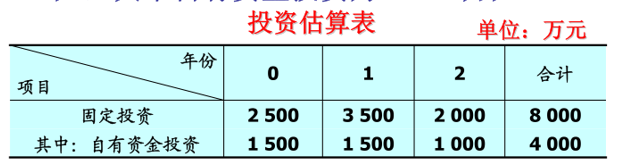 投资估算表
单位：万元
年份
项目
0 1 2 合计
固定投资 2 500 3 500 2 000 8 000
其中：自有资金投资 1 500 1 500 1 000 4 000